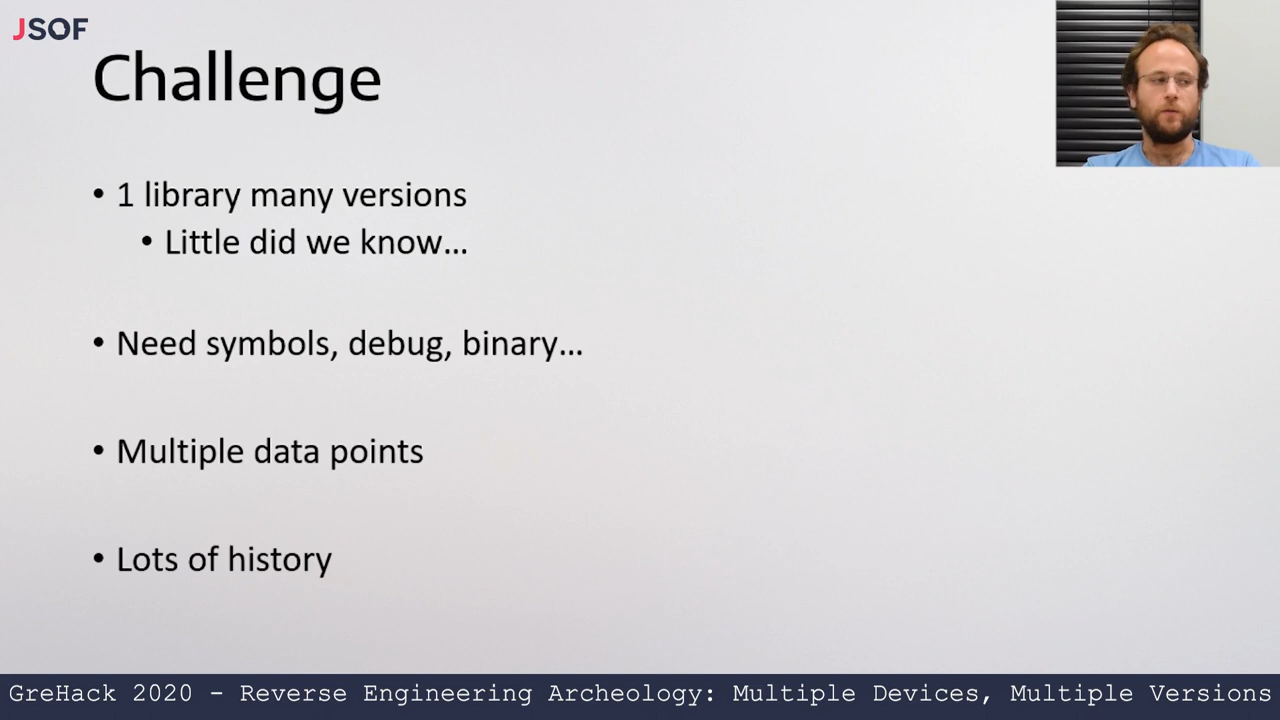 JSOF
Challenge
• 1 library many versions
• Little did we know...
• Need symbols, debug, binary...
• Multiple data points
• Lots of history
GreHack 2020 - Reverse Engineering Archeology: Multiple Devices, Multiple Versions